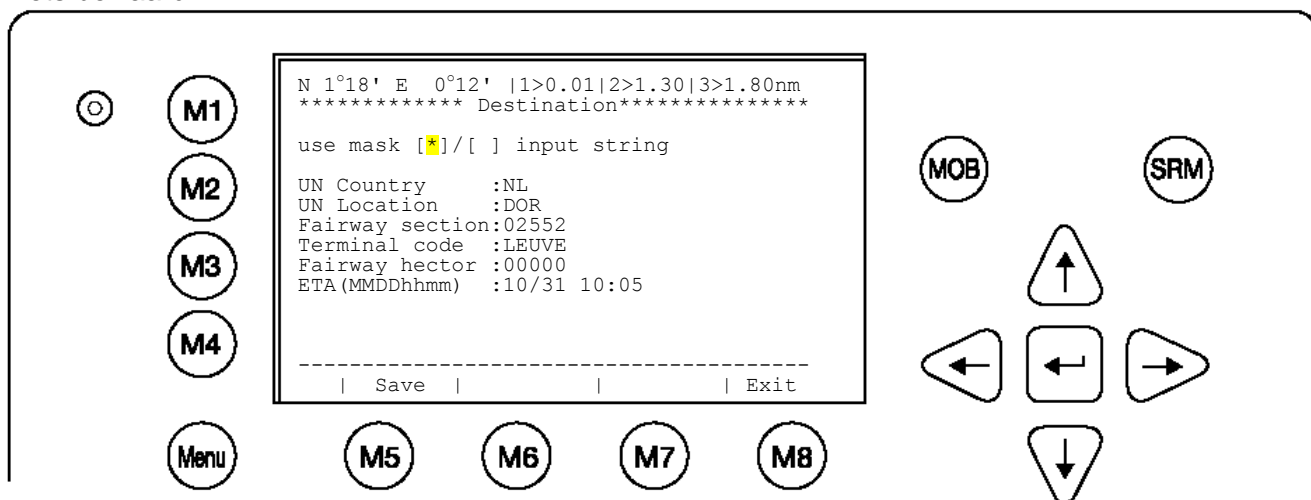 N 1°18' E  0°12' |1>0.01|2>1.30|3>1.80nm
************* Destination***************
use mask [*]/[ ] input string
UN Country      :NL
UN Location     :DOR
Fairway section:02552
Terminal code  :LEUVE
Fairway hector :00000
ETA(MMDDhhmm)  :10/31 10:05
----------------------------------------
| Save |          |         | Exit
M1
M2
M3
M4
Menu
M5
M6
M7
M8
MOB
SRM